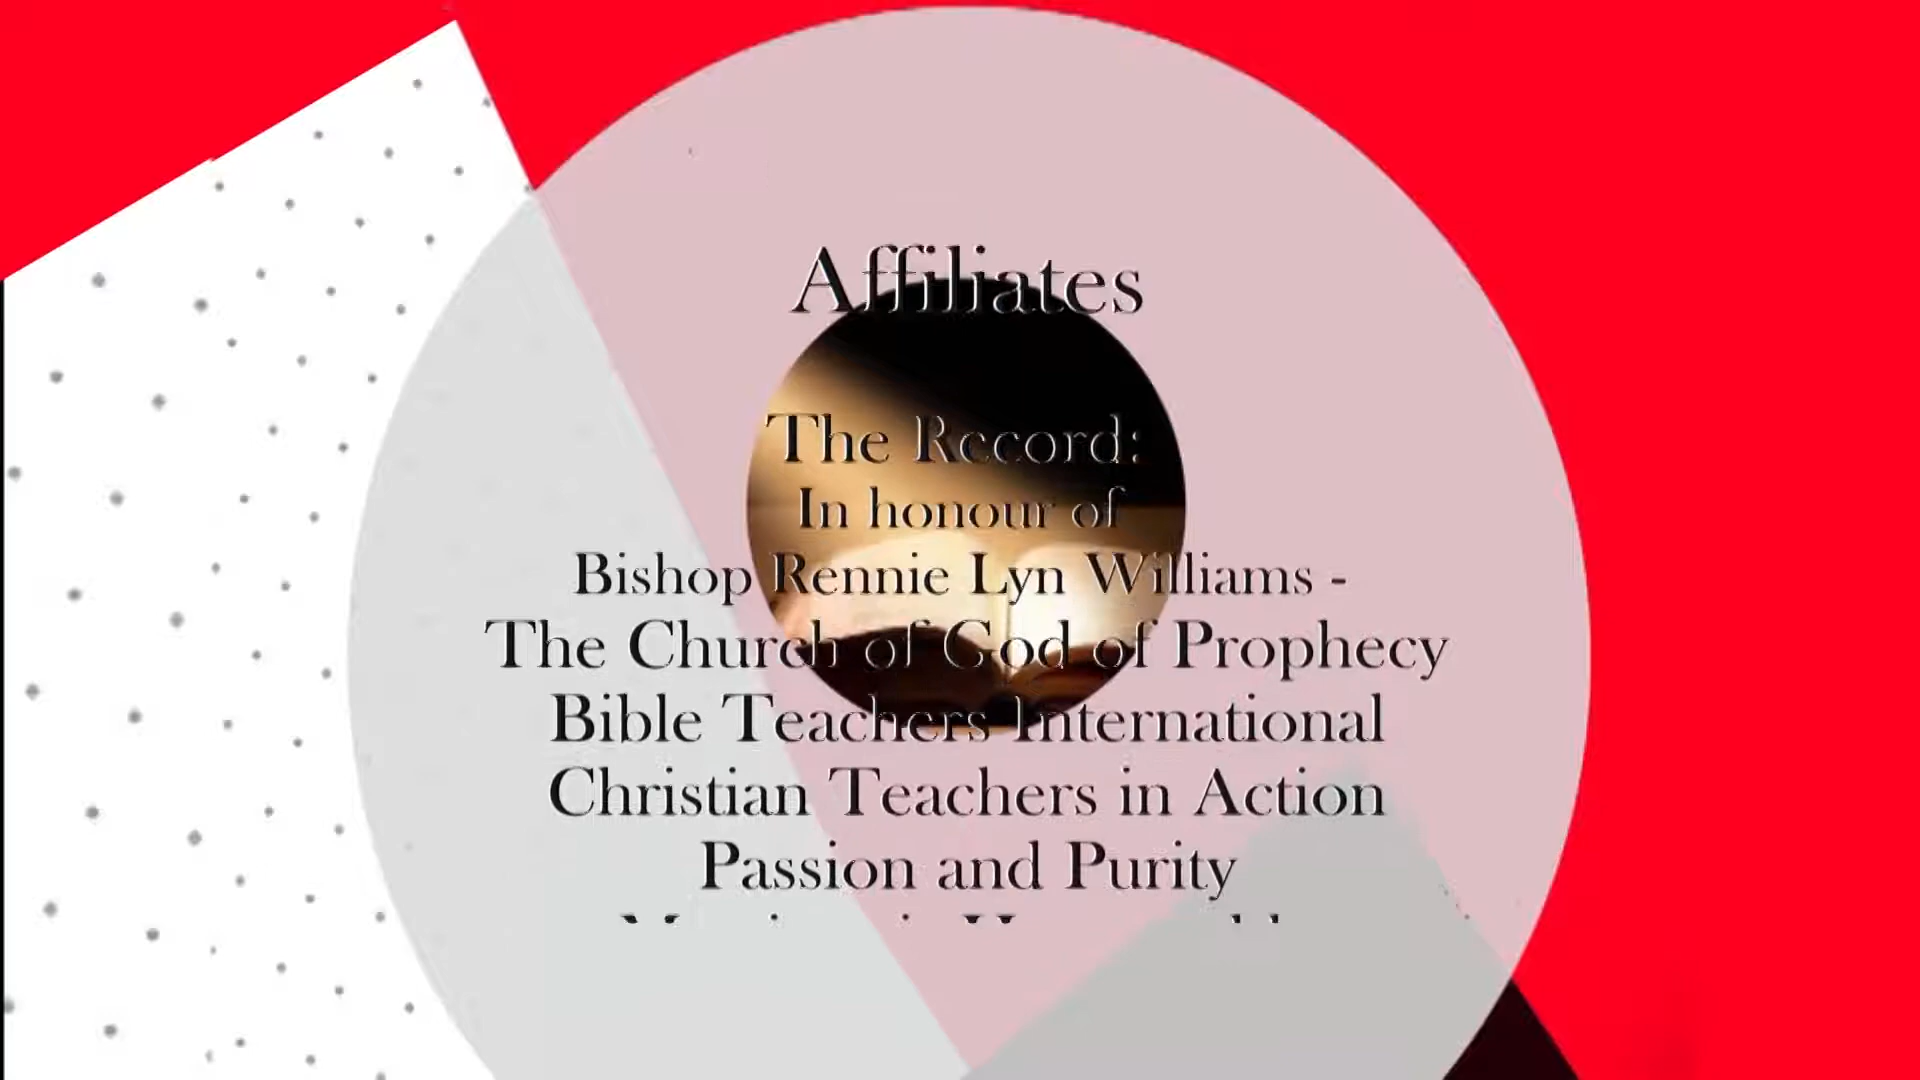 Affiliates
The Record:
In honour of
Bishop Rennie Lyn Williams -
The Church of God of Prophecy
Bible Teachers International
Christian Teachers in Action
Passion and Purity